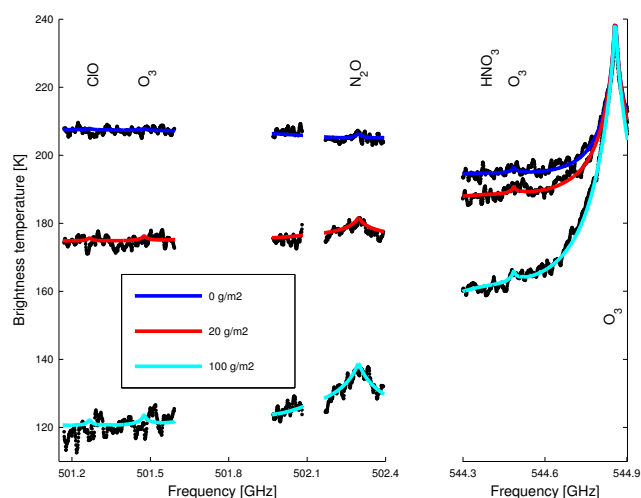 240
220
200
180
160
140
120
Brightness temperature [K]
ClO
O3
N2O
HNO3
O3
O3
0 g/m2
20 g/m2
100 g/m2
501.2
501.5
501.8
502.1
502.4
544.3
544.6
544.9
Frequency [GHz]
Frequency [GHz]